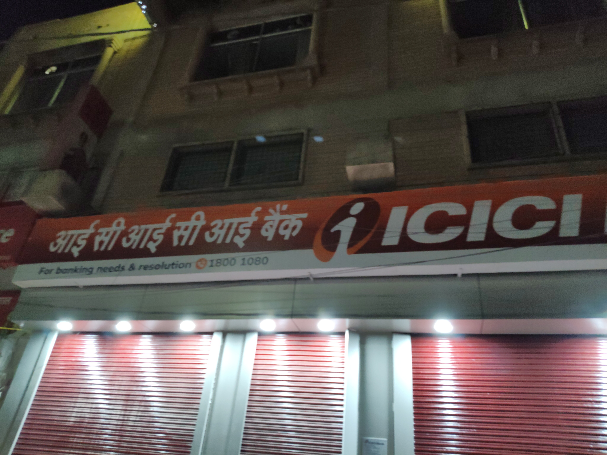 आई सी आई सी आई बैंक
ICICI
For banking needs & resolution 1800 1080